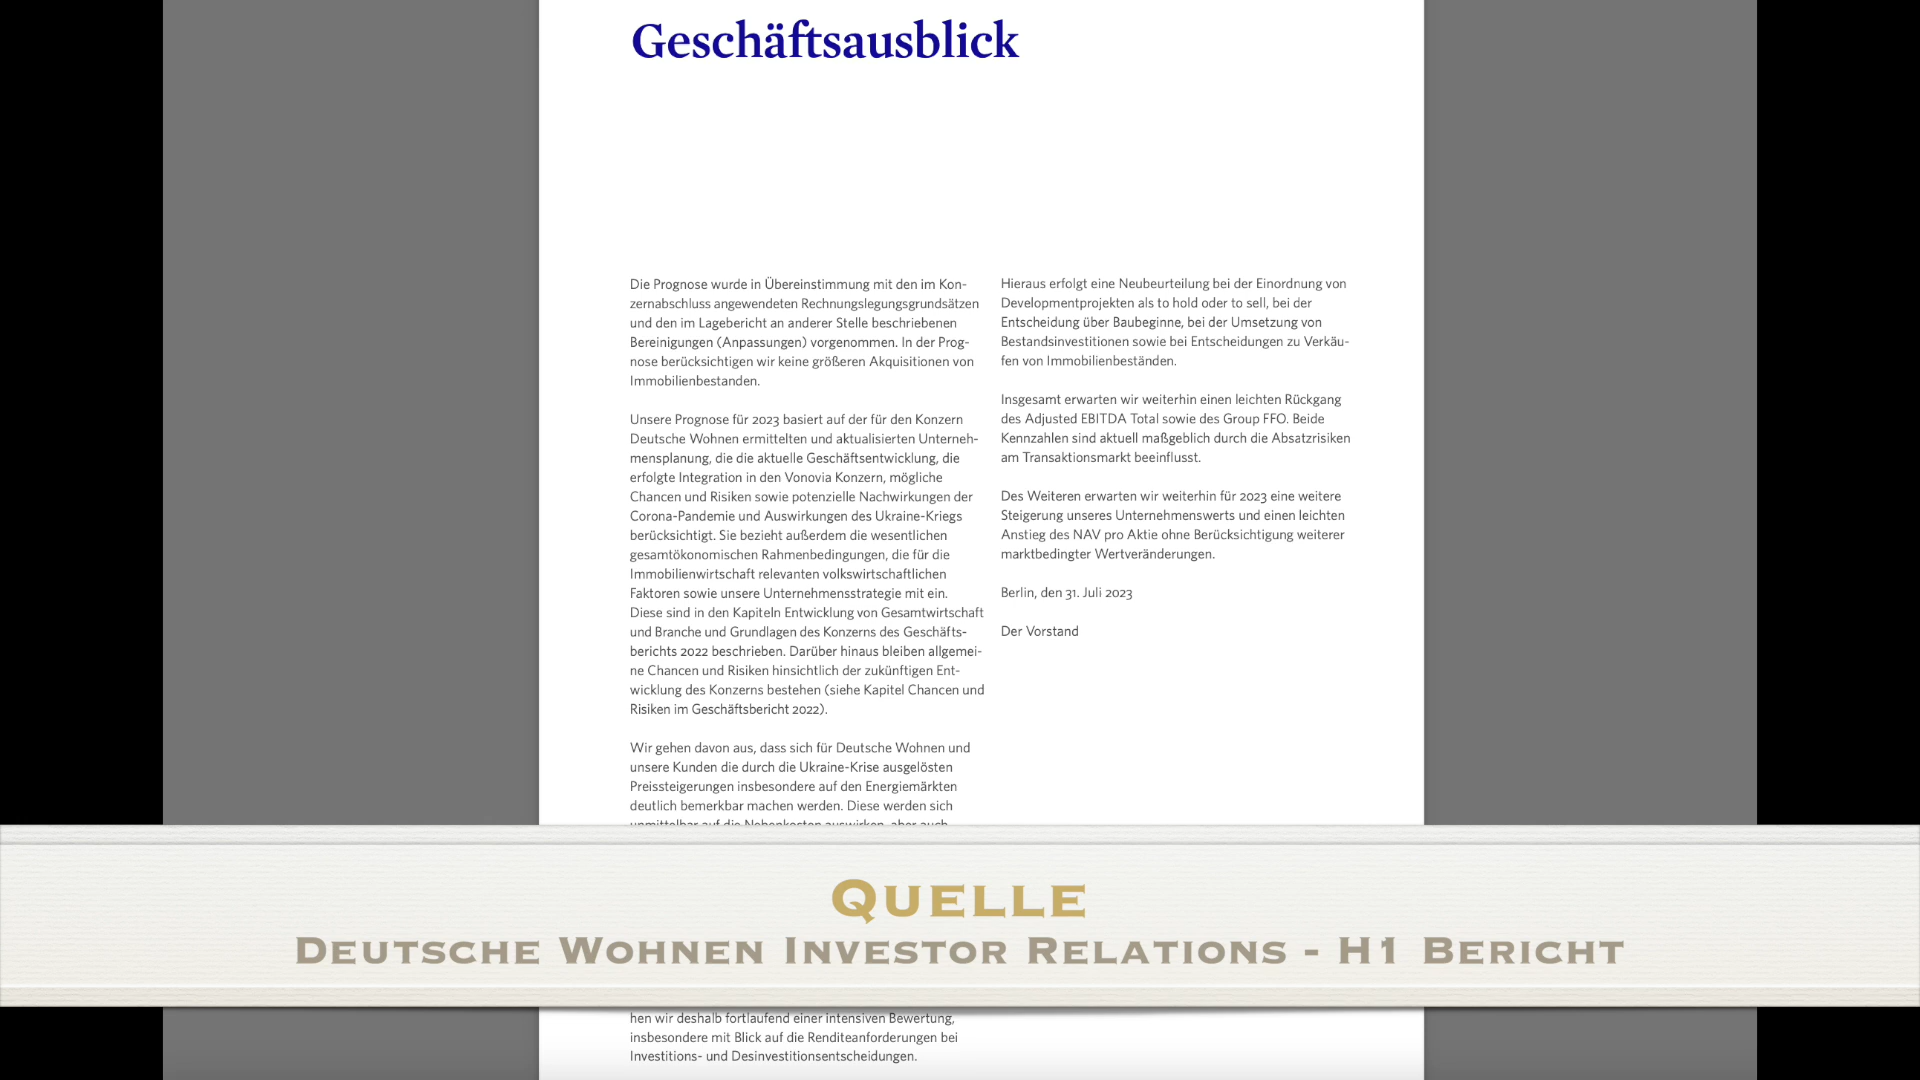 Geschäftsausblick
Die Prognose wurde in Übereinstimmung mit den im Kon-
zernabschluss angewendeten Rechnungslegungsgrundsätzen
und den im Lagebericht an anderer Stelle beschriebenen
Bereinigungen (Anpassungen) vorgenommen. In der Prog-
nose berücksichtigen wir keine größeren Akquisitionen von
Immobilienbestanden.
Unsere Prognose für 2023 basiert auf der für den Konzern
Deutsche Wohnen ermittelten und aktualisierten Unterneh-
mensplanung, die die aktuelle Geschäftsentwicklung, die
erfolgte Integration in den Vonovia Konzern, mögliche
Chancen und Risiken sowie potenzielle Nachwirkungen der
Corona-Pandemie und Auswirkungen des Ukraine-Kriegs
berücksichtigt. Sie bezieht außerdem die wesentlichen
gesamtökonomischen Rahmenbedingungen, die für die
Immobilienwirtschaft relevanten volkswirtschaftlichen
Faktoren sowie unsere Unternehmensstrategie mit ein.
Diese sind in den Kapiteln Entwicklung von Gesamtwirtschaft
und Branche und Grundlagen des Konzerns des Geschäfts-
berichts 2022 beschrieben. Darüber hinaus bleiben allgemei-
ne Chancen und Risiken hinsichtlich der zukünftigen Ent-
wicklung des Konzerns bestehen (siehe Kapitel Chancen und
Risiken im Geschäftsbericht 2022).
Wir gehen davon aus, dass sich für Deutsche Wohnen und
unsere Kunden die durch die Ukraine-Krise ausgelösten
Preissteigerungen insbesondere auf den Energiemärkten
deutlich bemerkbar machen werden. Diese werden sich
unmittelbar auf die Nebenkosten auswirken, aber auch
hen wir deshalb fortlaufend einer intensiven Bewertung,
insbesondere mit Blick auf die Renditeanforderungen bei
Investitions- und Desinvestitionsentscheidungen.
Hieraus erfolgt eine Neubeurteilung bei der Einordnung von
Developmentprojekten als to hold oder to sell, bei der
Entscheidung über Baubeginne, bei der Umsetzung von
Bestandsinvestitionen sowie bei Entscheidungen zu Verkäu-
fen von Immobilienbeständen.
Insgesamt erwarten wir weiterhin einen leichten Rückgang
des Adjusted EBITDA Total sowie des Group FFO. Beide
Kennzahlen sind aktuell maßgeblich durch die Absatzrisiken
am Transaktionsmarkt beeinflusst.
Des Weiteren erwarten wir weiterhin für 2023 eine weitere
Steigerung unseres Unternehmenswerts und einen leichten
Anstieg des NAV pro Aktie ohne Berücksichtigung weiterer
marktbedingter Wertveränderungen.
Berlin, den 31. Juli 2023
Der Vorstand
Quelle
Deutsche Wohnen Investor Relations - H1 Bericht